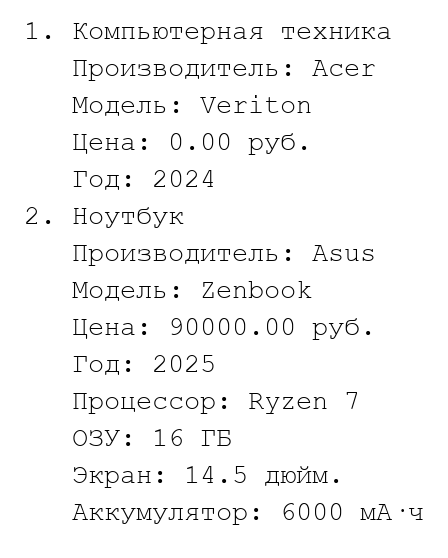 1. Компьютерная техника
Производитель: Acer
Модель: Veriton
Цена: 0.00 руб.
Год: 2024
2. Ноутбук
Производитель: Asus
Модель: Zenbook
Цена: 90000.00 руб.
Год: 2025
Процессор: Ryzen 7
ОЗУ: 16 ГБ
Экран: 14.5 дюйм.
Аккумулятор: 6000 мА·ч